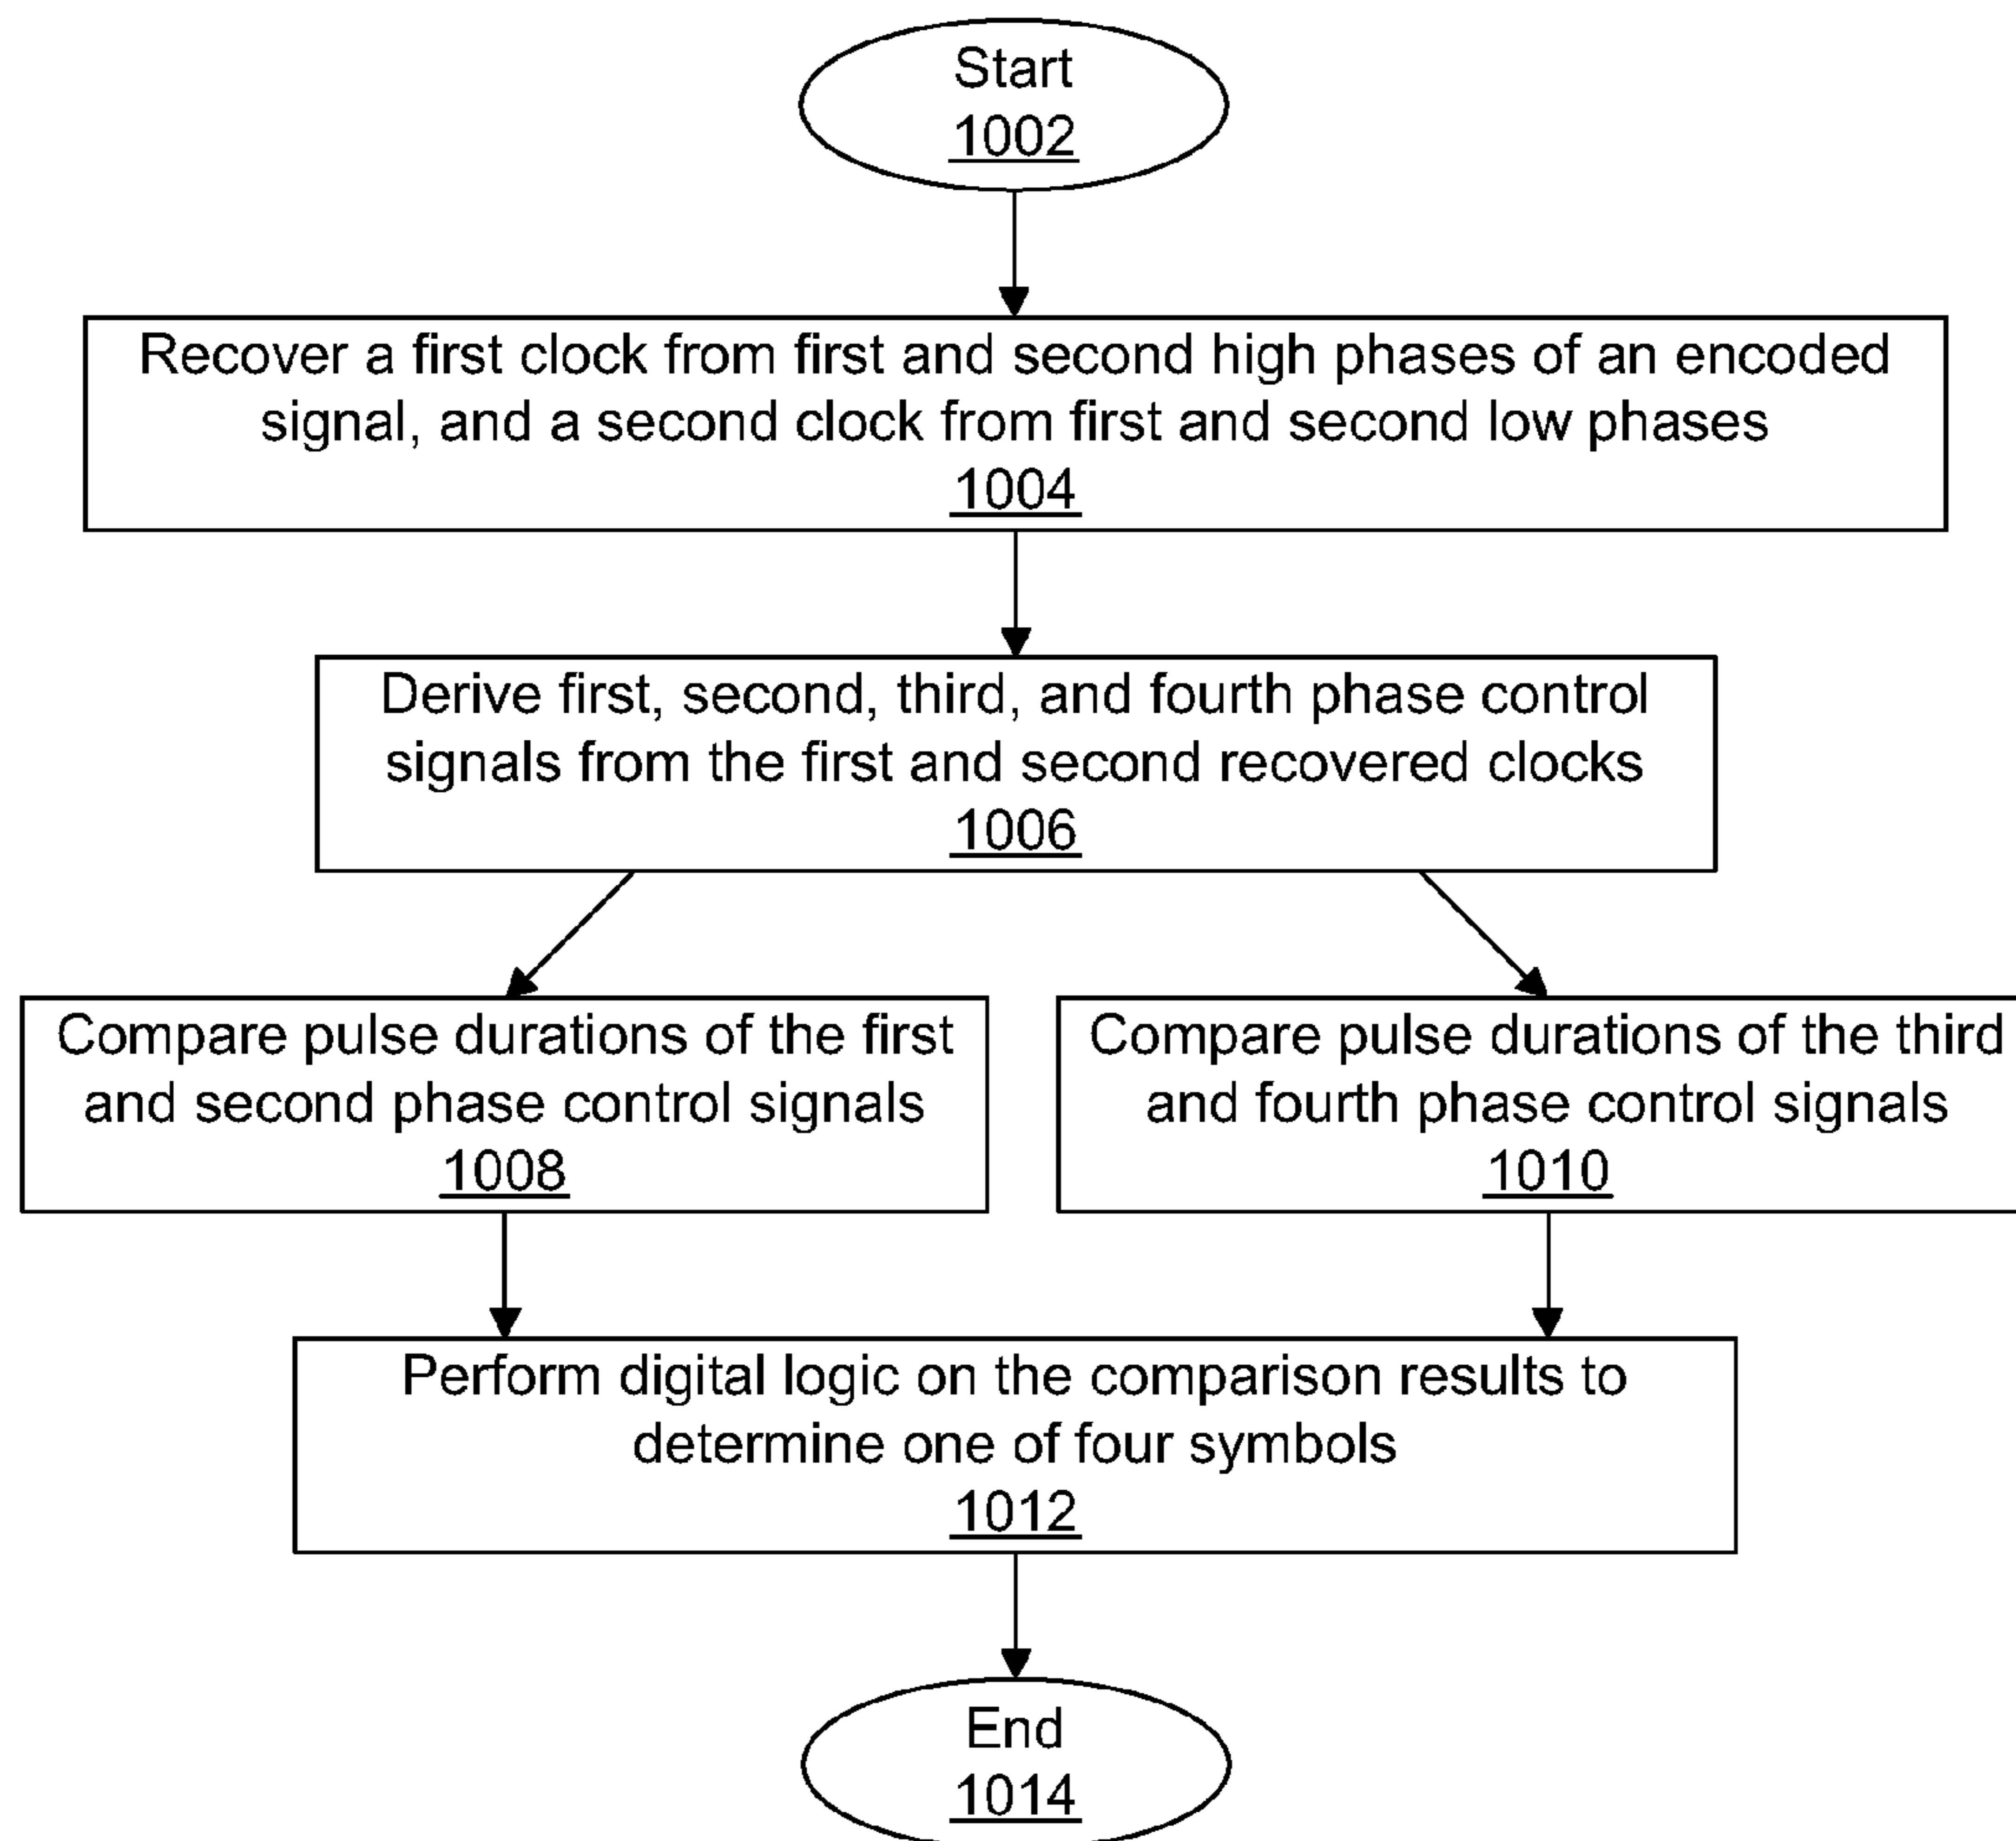 Start
1002
Recover a first clock from first and second high phases of an encoded
signal, and a second clock from first and second low phases
1004
Derive first, second, third, and fourth phase control
signals from the first and second recovered clocks
1006
Compare pulse durations of the first
and second phase control signals
1008
Compare pulse durations of the third
and fourth phase control signals
1010
Perform digital logic on the comparison results to
determine one of four symbols
1012
End
1014